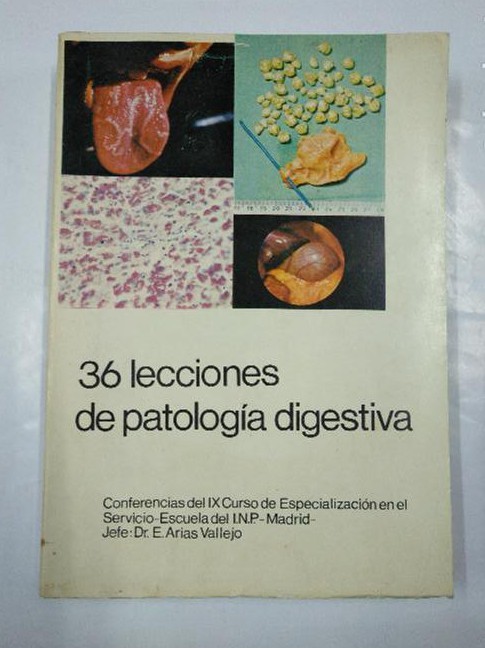 36 lecciones
de patología digestiva
Conferencias del IX Curso de Especialización en el
Servicio-Escuela del I.N.P.-Madrid-
Jefe: Dr. E. Arias Vallejo